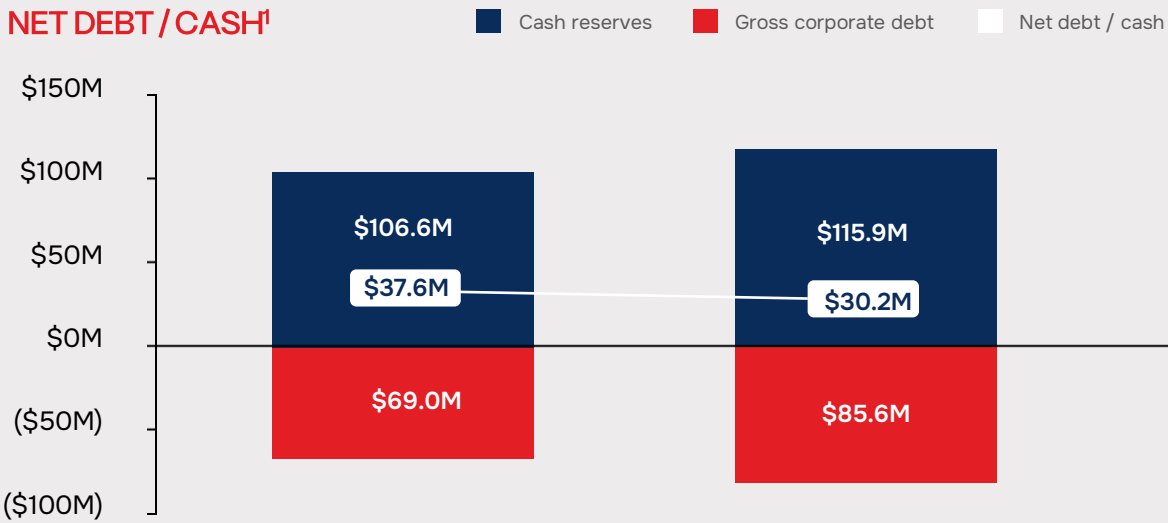 NET DEBT / CASH¹
Cash reserves
Gross corporate debt
Net debt / cash
$150M
$100M
$50M
$0M
($50M)
($100M)
$106.6M
$37.6M
$69.0M
$115.9M
$30.2M
$85.6M